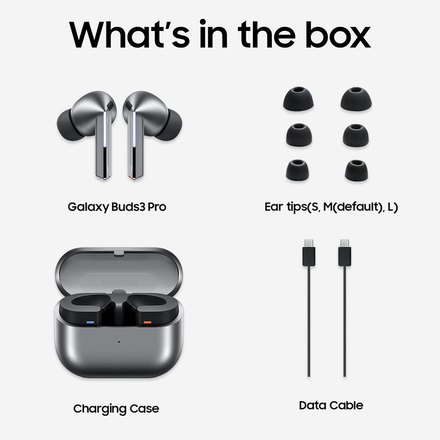 What's in the box
Galaxy Buds3 Pro
Ear tips(S, M(default), L)
Charging Case
Data Cable